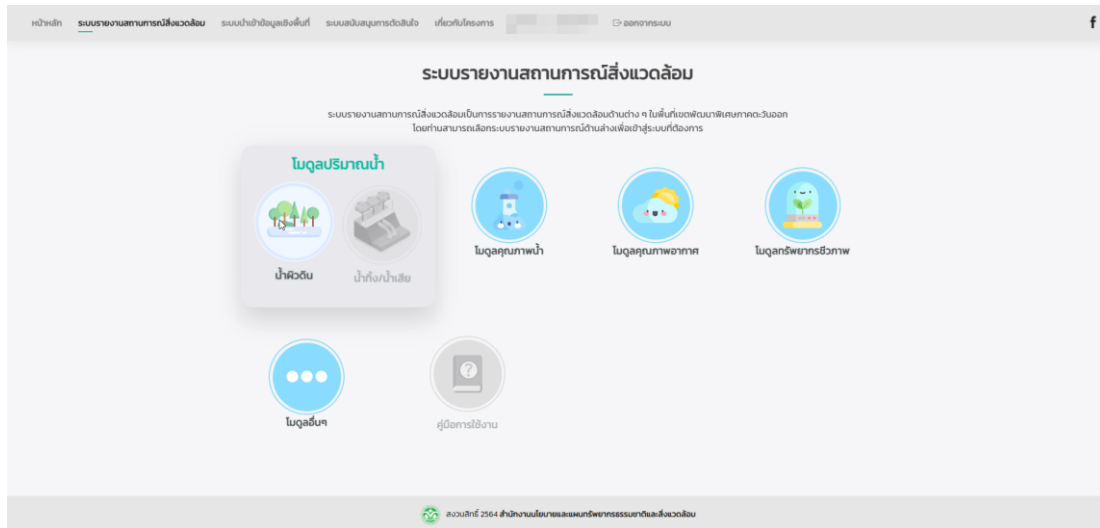 หน้าหลัก ระบบรายงานสถานการณ์สิ่งแวดล้อม ระบบนำเข้าข้อมูลเชิงพื้นที่ ระบบสนับสนุนการตัดสินใจ เกี่ยวกับโครงการ ออกจากระบบ f
ระบบรายงานสถานการณ์สิ่งแวดล้อม
ระบบรายงานสถานการณ์สิ่งแวดล้อมเป็นการรายงานสถานการณ์สิ่งแวดล้อมด้านต่าง ๆ ในพื้นที่เขตพัฒนาพิเศษภาคตะวันออก
โดยท่านสามารถเลือกระบบรายงานสถานการณ์ด้านล่างเพื่อเข้าสู่ระบบที่ต้องการ
โมดูลปริมาณน้ำ
น้ำผิวดิน น้ำทิ้ง/น้ำเสีย
โมดูลคุณภาพน้ำ โมดูลคุณภาพอากาศ โมดูลทรัพยากรชีวภาพ
โมดูลอื่นๆ คู่มือการใช้งาน
สงวนสิทธิ์ 2564 สำนักงานนโยบายและแผนทรัพยากรธรรมชาติและสิ่งแวดล้อม